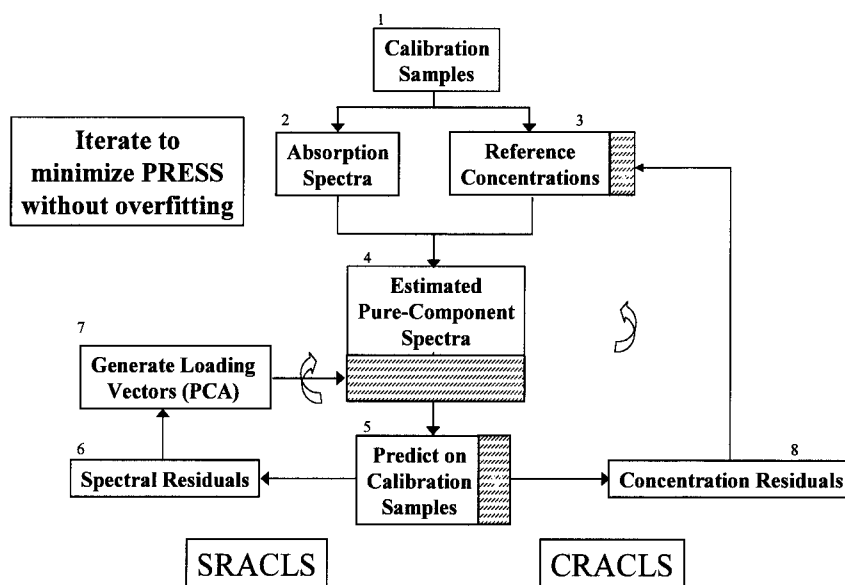 1
Calibration
Samples
2
Absorption
Spectra
3
Reference
Concentrations
Iterate to
minimize PRESS
without overfitting
4
Estimated
Pure-Component
Spectra
7
Generate Loading
Vectors (PCA)
5
Predict on
Calibration
Samples
6
Spectral Residuals
8
Concentration Residuals
SRACLS
CRACLS